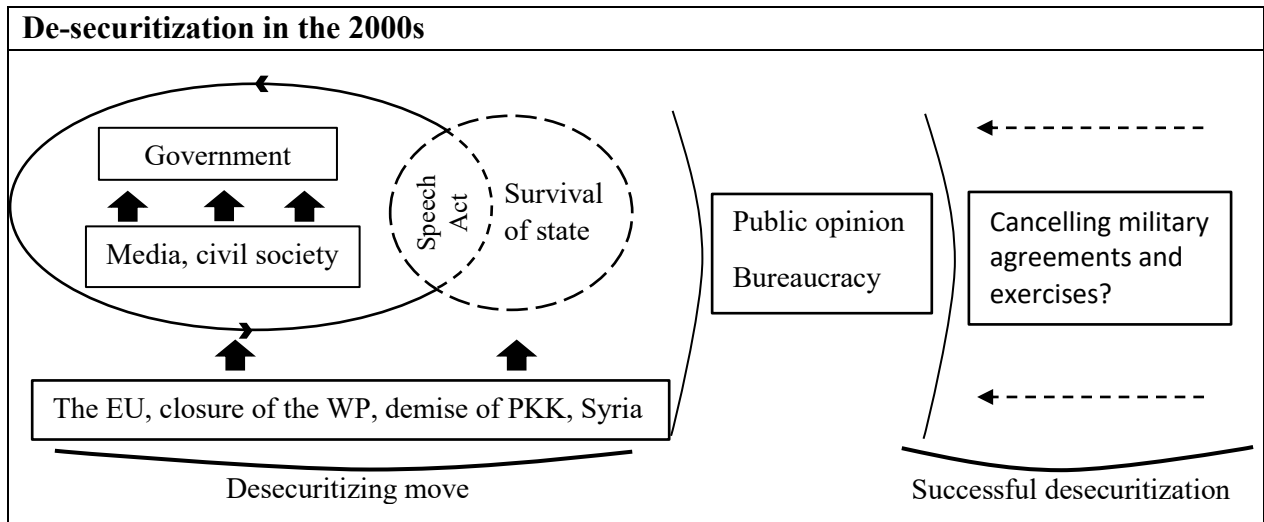 De-securitization in the 2000s
Government
Media, civil society
Speech
Act
Survival
of state
The EU, closure of the WP, demise of PKK, Syria
Desecuritizing move
Public opinion
Bureaucracy
Cancelling military
agreements and
exercises?
Successful desecuritization